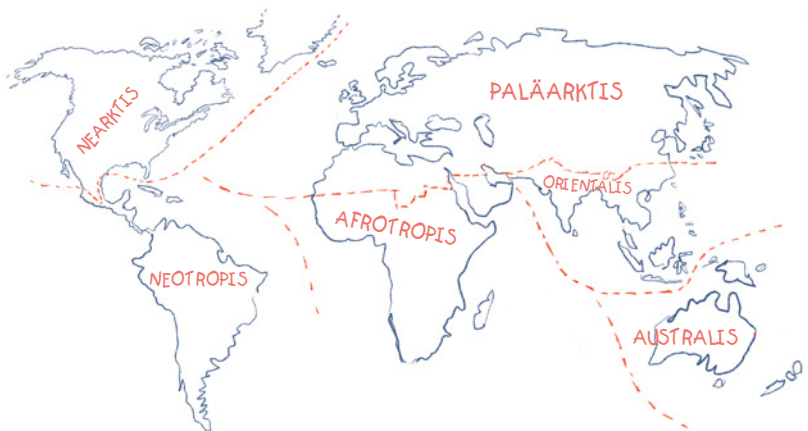 NEARKTIS
PALÄARKTIS
ORIENTALIS
AFROTROPIS
NEOTROPIS
AUSTRALIS